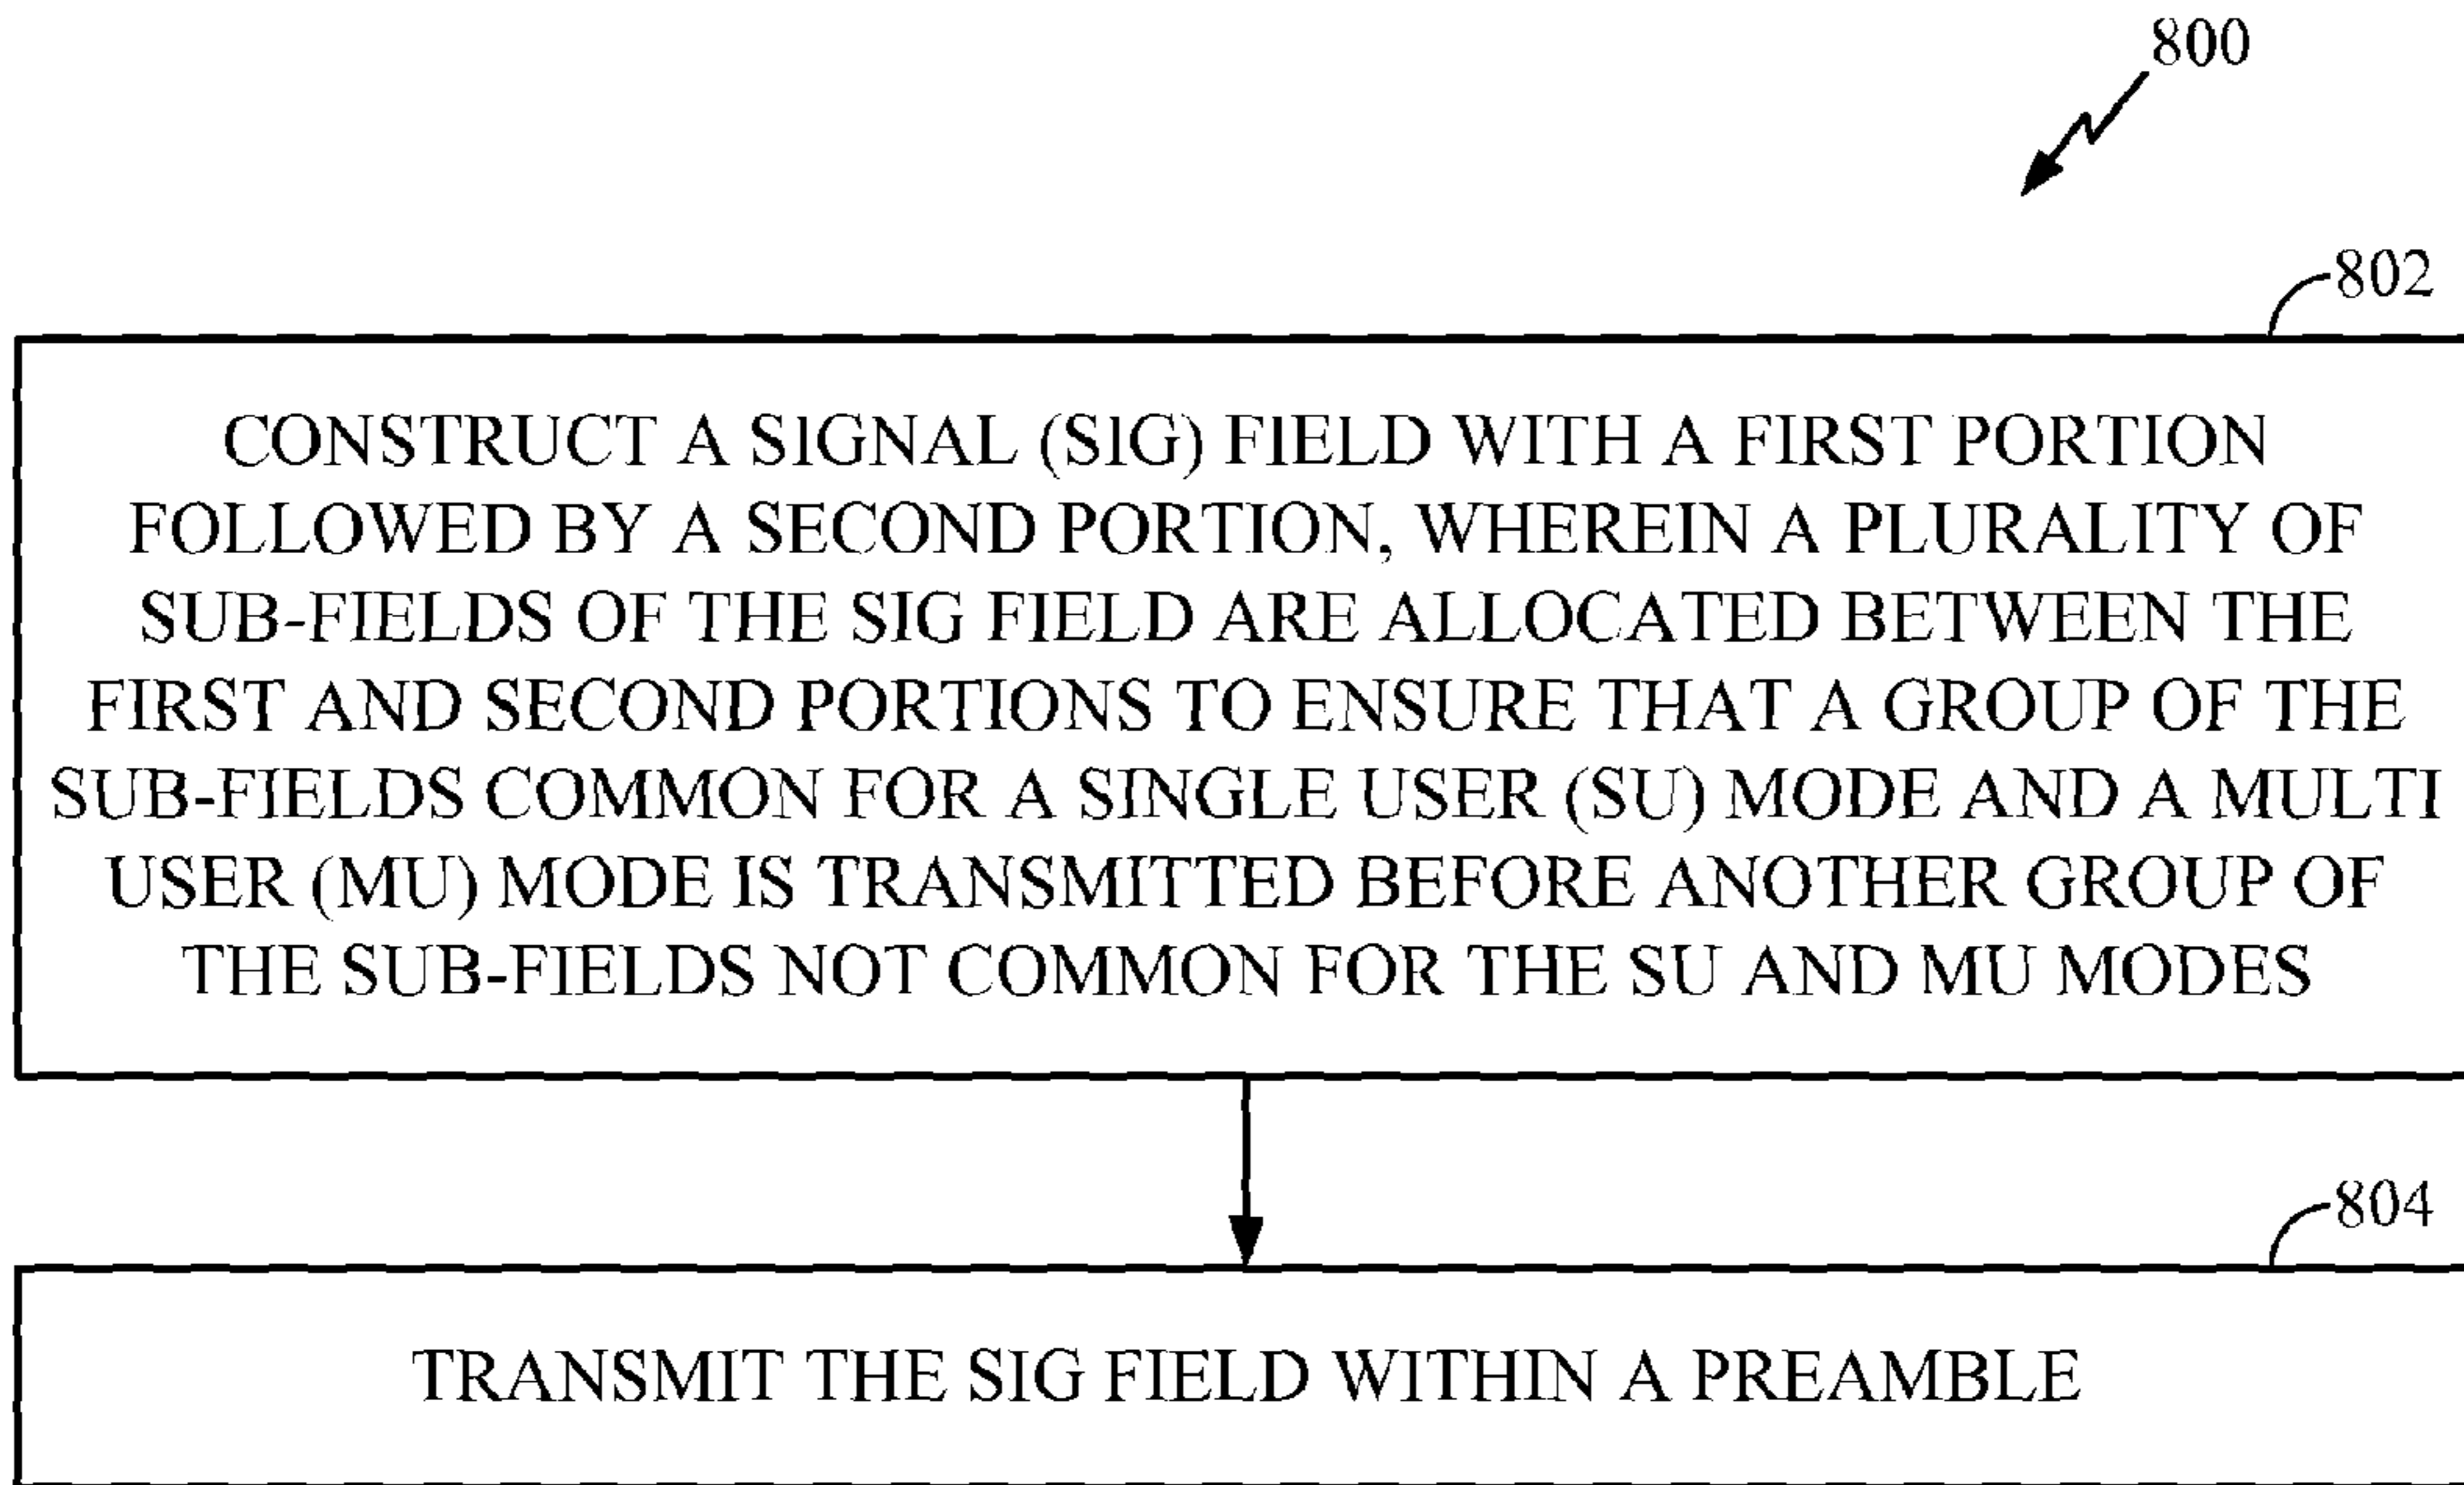 800
802
CONSTRUCT A SIGNAL (SIG) FIELD WITH A FIRST PORTION
FOLLOWED BY A SECOND PORTION, WHEREIN A PLURALITY OF
SUB-FIELDS OF THE SIG FIELD ARE ALLOCATED BETWEEN THE
FIRST AND SECOND PORTIONS TO ENSURE THAT A GROUP OF THE
SUB-FIELDS COMMON FOR A SINGLE USER (SU) MODE AND A MULTI
USER (MU) MODE IS TRANSMITTED BEFORE ANOTHER GROUP OF
THE SUB-FIELDS NOT COMMON FOR THE SU AND MU MODES
804
TRANSMIT THE SIG FIELD WITHIN A PREAMBLE